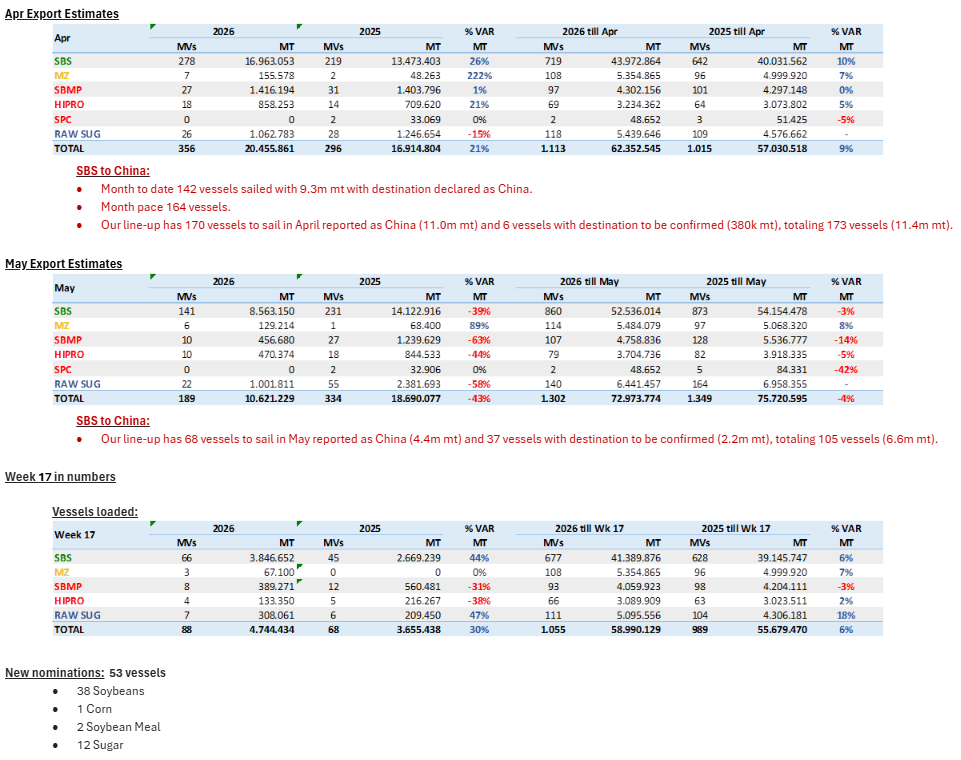 Apr Export Estimates
Apr 2026 2025 % VAR 2026 till Apr 2025 till Apr % VAR
MVs MT MVs MT MT MVs MT MVs MT MT
SBS 278 16.963.053 219 13.473.403 26% 719 43.972.864 642 40.031.562 10%
MZ 7 155.578 2 48.263 222% 108 5.354.865 96 4.999.920 7%
SBMP 27 1.416.194 31 1.403.796 1% 97 4.302.156 101 4.297.148 0%
HIPRO 18 858.253 14 709.620 21% 69 3.234.362 64 3.073.802 5%
SPC 0 0 2 33.069 0% 2 48.652 3 51.425 -5%
RAW SUG 26 1.062.783 28 1.246.654 -15% 118 5.439.646 109 4.576.662 -
TOTAL 356 20.455.861 296 16.914.804 21% 1.113 62.352.545 1.015 57.030.518 9%
SBS to China:
• Month to date 142 vessels sailed with 9.3m mt with destination declared as China.
• Month pace 164 vessels.
• Our line-up has 170 vessels to sail in April reported as China (11.0m mt) and 6 vessels with destination to be confirmed (380k mt), totaling 173 vessels (11.4m mt).
May Export Estimates
May 2026 2025 % VAR 2026 till May 2025 till May % VAR
MVs MT MVs MT MT MVs MT MVs MT MT
SBS 141 8.563.150 231 14.122.916 -39% 860 52.536.014 873 54.154.478 -3%
MZ 6 129.214 1 68.400 89% 114 5.484.079 97 5.068.320 8%
SBMP 10 456.680 27 1.239.629 -63% 107 4.758.836 128 5.536.777 -14%
HIPRO 10 470.374 18 844.533 -44% 79 3.704.736 82 3.918.335 -5%
SPC 0 0 2 32.906 0% 2 48.652 5 84.331 -42%
RAW SUG 22 1.001.811 55 2.381.693 -58% 140 6.441.457 164 6.958.355 -
TOTAL 189 10.621.229 334 18.690.077 -43% 1.302 72.973.774 1.349 75.720.595 -4%
SBS to China:
• Our line-up has 68 vessels to sail in May reported as China (4.4m mt) and 37 vessels with destination to be confirmed (2.2m mt), totaling 105 vessels (6.6m mt).
Week 17 in numbers
Vessels loaded:
Week 17 2026 2025 % VAR 2026 till Wk 17 2025 till Wk 17 % VAR
MVs MT MVs MT MT MVs MT MVs MT MT
SBS 66 3.846.652 45 2.669.239 44% 677 41.389.876 628 39.145.747 6%
MZ 3 67.100 0 0 0% 108 5.354.865 96 4.999.920 7%
SBMP 8 389.271 12 560.481 -31% 93 4.059.923 98 4.204.111 -3%
HIPRO 4 133.350 5 216.267 -38% 66 3.089.909 63 3.023.511 2%
RAW SUG 7 308.061 6 209.450 47% 111 5.095.556 104 4.306.181 18%
TOTAL 88 4.744.434 68 3.655.438 30% 1.055 58.990.129 989 55.679.470 6%
New nominations: 53 vessels
• 38 Soybeans
• 1 Corn
• 2 Soybean Meal
• 12 Sugar